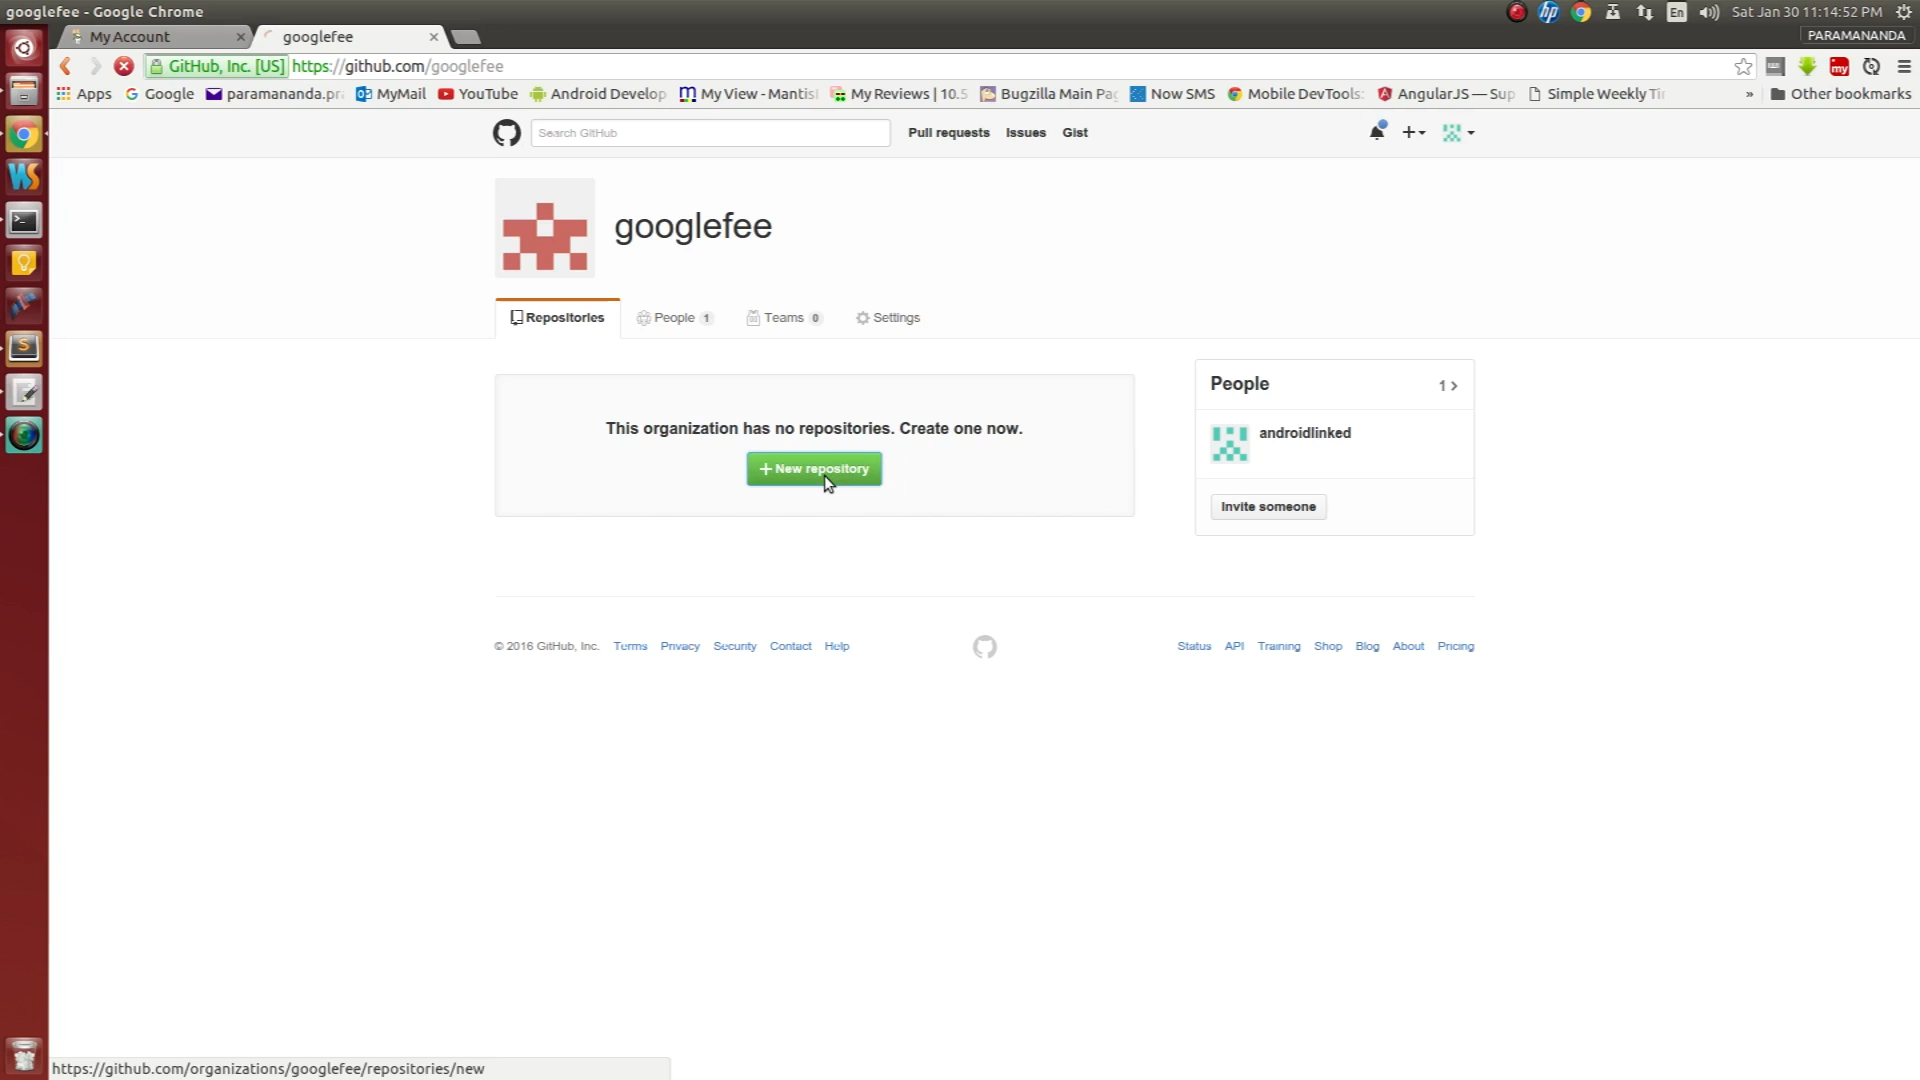 googlefee - Google Chrome
En
Sat Jan 30 11:14:52 PM
My Account
googlefee
PARAMANANDA
GitHub, Inc. [US] https://github.com/googlefee
my
Apps Google paramananda.pr MyMail YouTube Android Develop My View - Mantis My Reviews | 10.5 Bugzilla Main Pag Now SMS Mobile DevTools: AngularJS — Sup Simple Weekly Tir » Other bookmarks
Search GitHub
Pull requests Issues Gist
googlefee
Repositories People 1 Teams 0 Settings
This organization has no repositories. Create one now.
New repository
People 1
androidlinked
Invite someone
© 2016 GitHub, Inc. Terms Privacy Security Contact Help
Status API Training Shop Blog About Pricing
https://github.com/organizations/googlefee/repositories/new